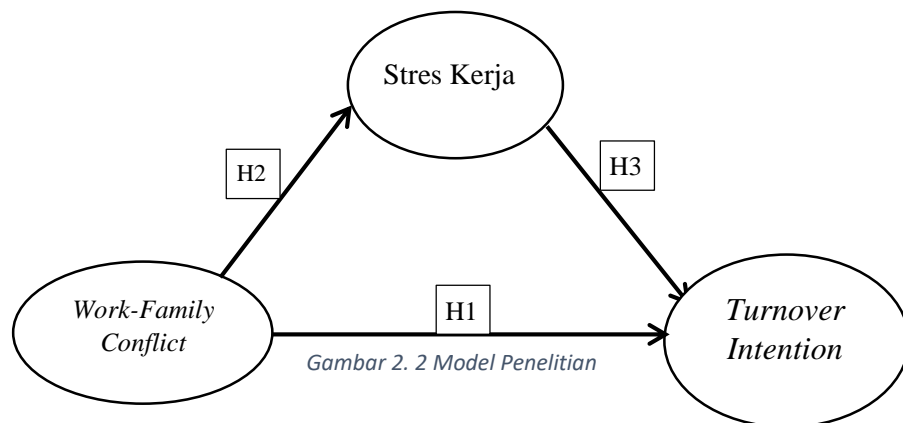 Stres Kerja
H2
H3
Work-Family
Conflict
H1
Turnover
Intention
Gambar 2. 2 Model Penelitian